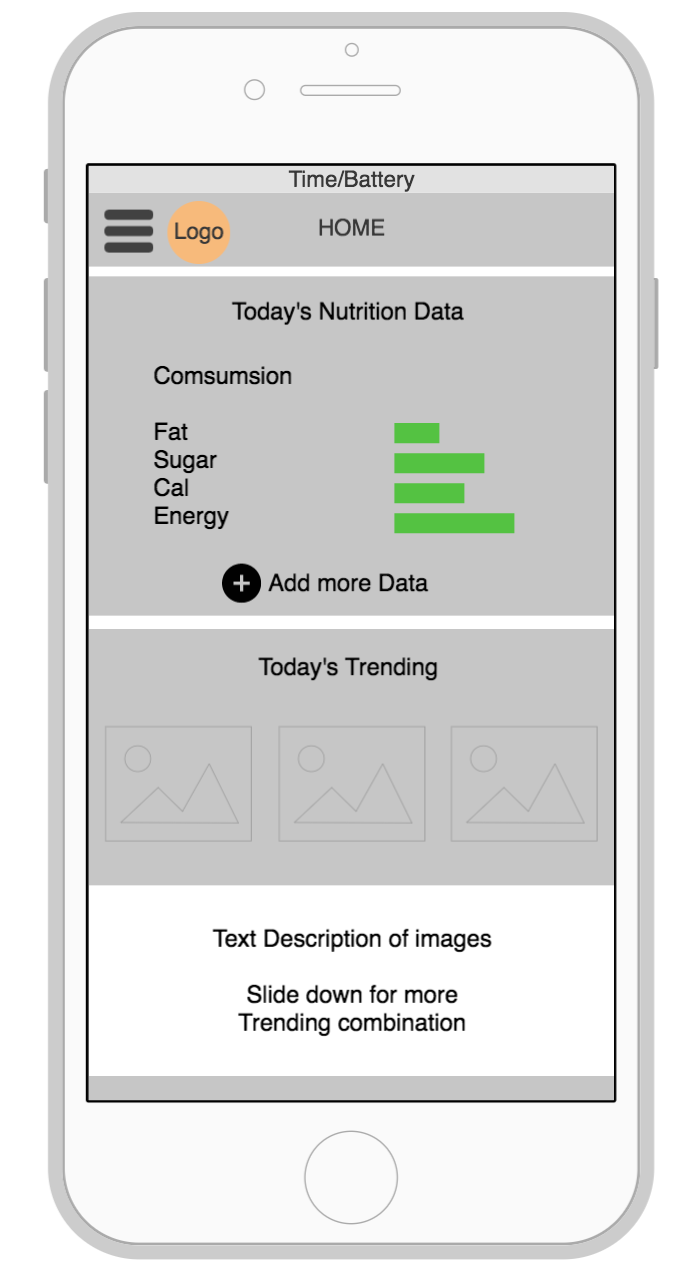 Time/Battery
Logo
HOME
Today's Nutrition Data
Comsumsion
Fat
Sugar
Cal
Energy
Add more Data
Today's Trending
Text Description of images
Slide down for more
Trending combination